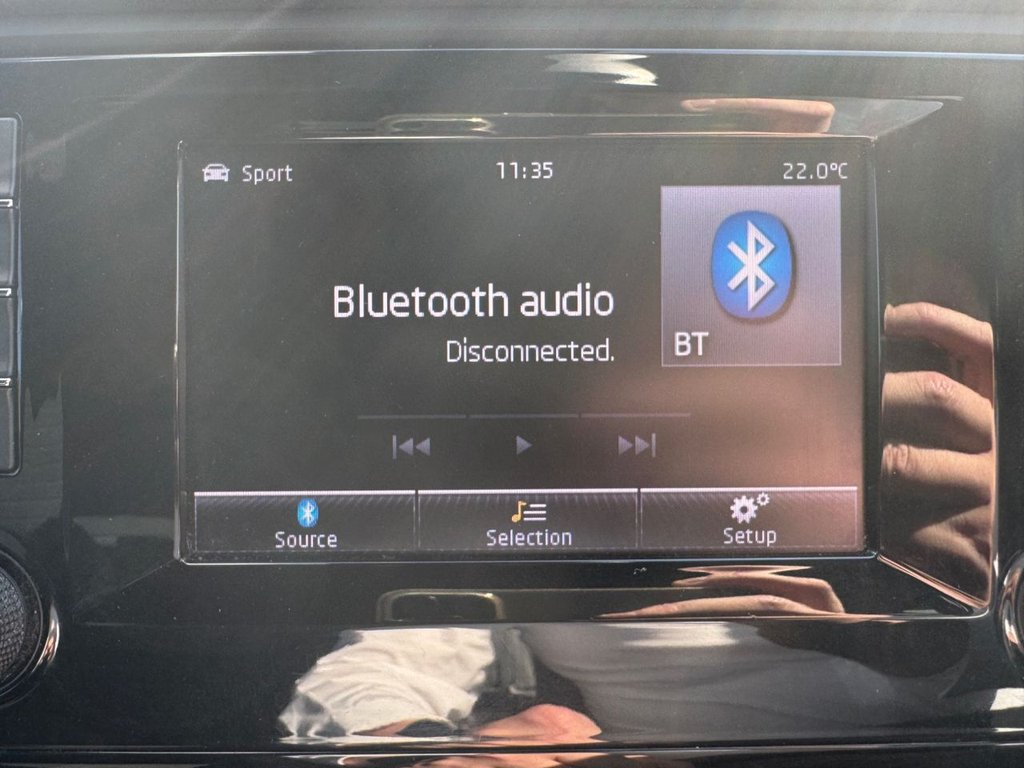 Sport
11:35
22.0°C
Bluetooth audio
Disconnected.
BT
Source
Selection
Setup